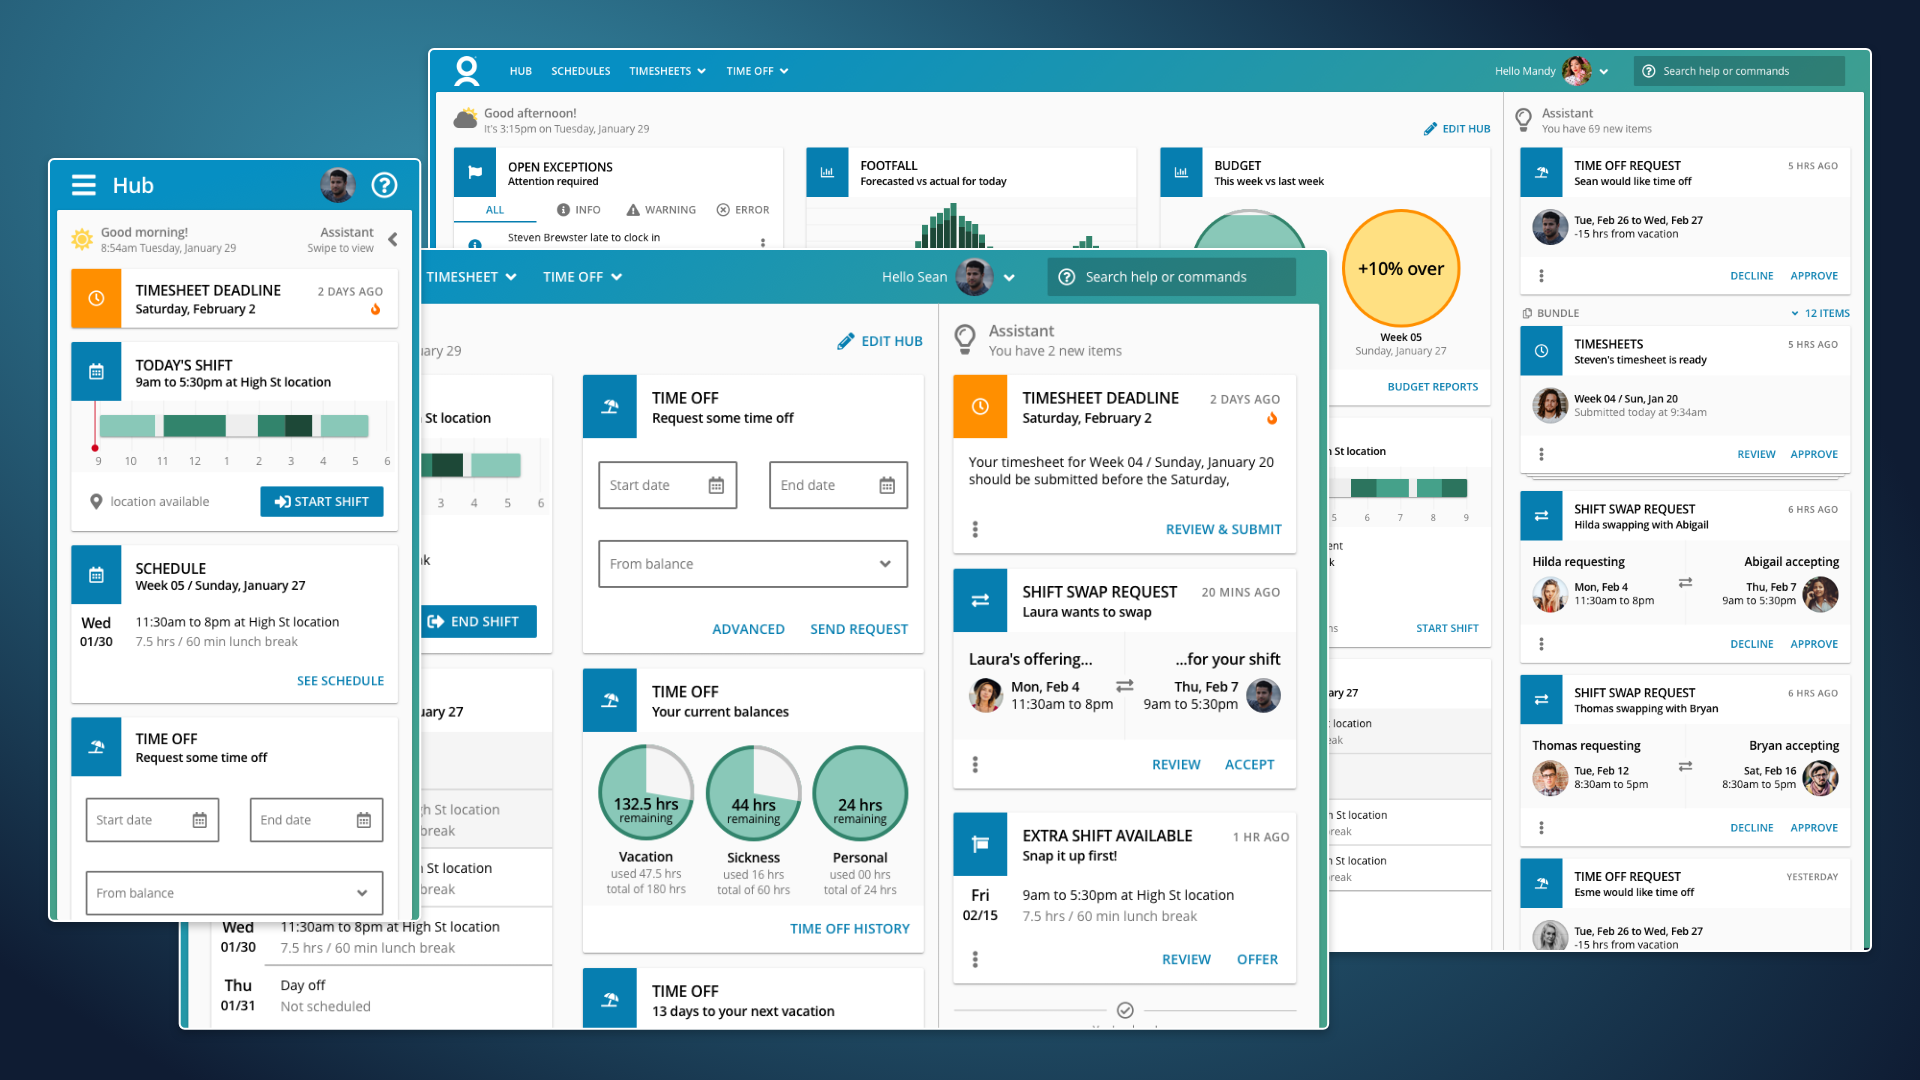 HUB
SCHEDULES
TIMESHEETS
TIME OFF
Hello Mandy
Search help or commands
Good afternoon!
It's 3:15pm on Tuesday, January 29
EDIT HUB
OPEN EXCEPTIONS
Attention required
ALL
INFO
WARNING
ERROR
Steven Brewster late to clock in
FOOTFALL
Forecasted vs actual for today
BUDGET
This week vs last week
+10% over
Week 05
Sunday, January 27
BUDGET REPORTS
St location
5 6 7 8 9
START SHIFT
ary 27
location
St location
St location
Assistant
You have 69 new items
TIME OFF REQUEST
5 HRS AGO
Sean would like time off
Tue, Feb 26 to Wed, Feb 27
-15 hrs from vacation
DECLINE
APPROVE
BUNDLE
12 ITEMS
TIMESHEETS
5 HRS AGO
Steven's timesheet is ready
Week 04 / Sun, Jan 20
Submitted today at 9:34am
REVIEW
APPROVE
SHIFT SWAP REQUEST
6 HRS AGO
Hilda swapping with Abigail
Hilda requesting
Abigail accepting
Mon, Feb 4
11:30am to 8pm
Thu, Feb 7
9am to 5:30pm
DECLINE
APPROVE
SHIFT SWAP REQUEST
6 HRS AGO
Thomas swapping with Bryan
Thomas requesting
Bryan accepting
Tue, Feb 12
8:30am to 5pm
Sat, Feb 16
8:30am to 5pm
DECLINE
APPROVE
TIME OFF REQUEST
YESTERDAY
Esme would like time off
Tue, Feb 26 to Wed, Feb 27
-15 hrs from vacation
Hub
Good morning!
8:54am Tuesday, January 29
Assistant
Swipe to view
TIMESHEET DEADLINE
2 DAYS AGO
Saturday, February 2
TODAY'S SHIFT
9am to 5:30pm at High St location
9 10 11 12 1 2 3 4 5 6
location available
START SHIFT
SCHEDULE
Week 05 / Sunday, January 27
Wed
01/30
11:30am to 8pm at High St location
7.5 hrs / 60 min lunch break
SEE SCHEDULE
TIME OFF
Request some time off
Start date
End date
From balance
TIMESHEET
TIME OFF
Hello Sean
Search help or commands
ary 29
EDIT HUB
St location
3 4 5 6
END SHIFT
uary 27
gh St location
break
St location
break
Wed
01/30
11:30am to 8pm at High St location
7.5 hrs / 60 min lunch break
Thu
01/31
Day off
Not scheduled
TIME OFF
Request some time off
Start date
End date
From balance
ADVANCED
SEND REQUEST
TIME OFF
Your current balances
132.5 hrs
remaining
Vacation
used 47.5 hrs
total of 180 hrs
44 hrs
remaining
Sickness
used 16 hrs
total of 60 hrs
24 hrs
remaining
Personal
used 00 hrs
total of 24 hrs
TIME OFF HISTORY
TIME OFF
13 days to your next vacation
Assistant
You have 2 new items
TIMESHEET DEADLINE
2 DAYS AGO
Saturday, February 2
Your timesheet for Week 04 / Sunday, January 20
should be submitted before the Saturday,
REVIEW & SUBMIT
SHIFT SWAP REQUEST
20 MINS AGO
Laura wants to swap
Laura's offering...
...for your shift
Mon, Feb 4
11:30am to 8pm
Thu, Feb 7
9am to 5:30pm
REVIEW
ACCEPT
EXTRA SHIFT AVAILABLE
1 HR AGO
Snap it up first!
Fri
02/15
9am to 5:30pm at High St location
7.5 hrs / 60 min lunch break
REVIEW
OFFER